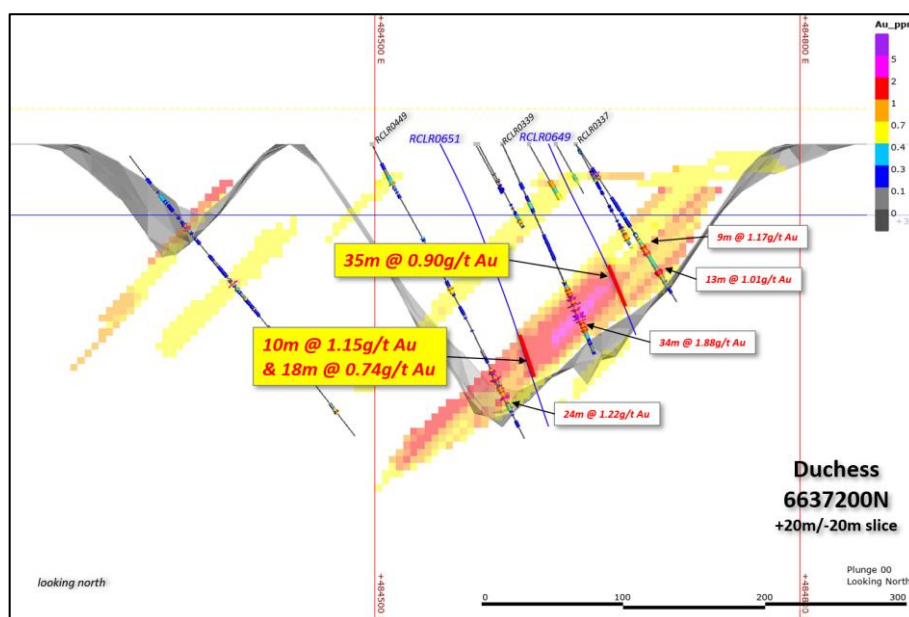 +484500 E
+484800 E
Au_ppm
5
2
1
0.7
0.4
0.3
0.1
0
RCLR0449
RCLR0651
RCLR0339
RCLR0649
RCLR0337
9m @ 1.17g/t Au
35m @ 0.90g/t Au
13m @ 1.01g/t Au
10m @ 1.15g/t Au
& 18m @ 0.74g/t Au
34m @ 1.88g/t Au
24m @ 1.22g/t Au
Duchess
6637200N
+20m/-20m slice
looking north
Plunge 00
Looking North
+484500 E
+484800 E
0
100
200
300